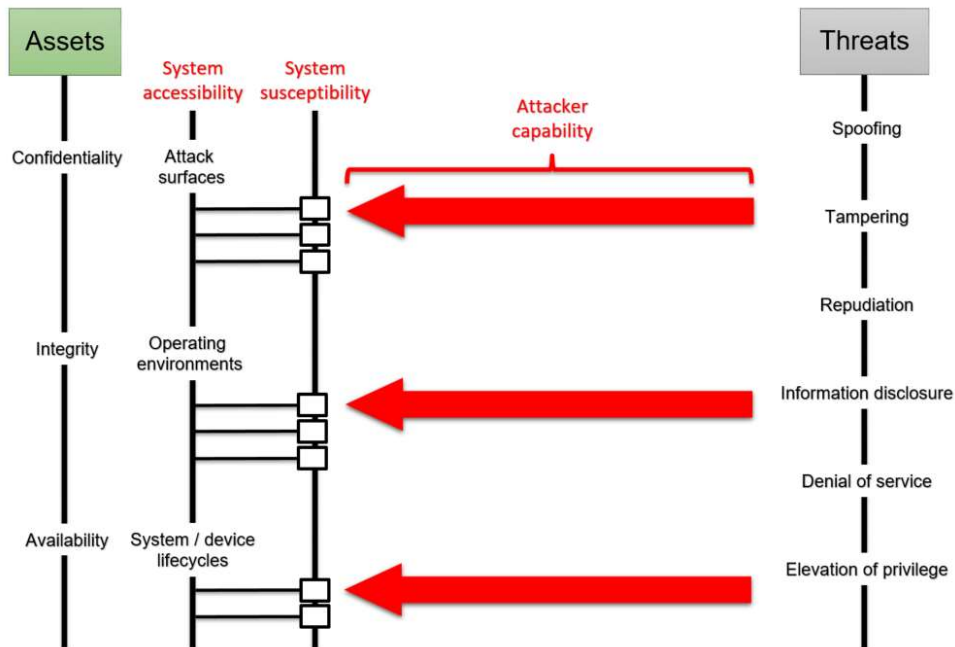 Assets
Threats
System
accessibility
System
susceptibility
Attacker
capability
Confidentiality
Attack
surfaces
Spoofing
Tampering
Repudiation
Integrity
Operating
environments
Information disclosure
Denial of service
Availability
System / device
lifecycles
Elevation of privilege